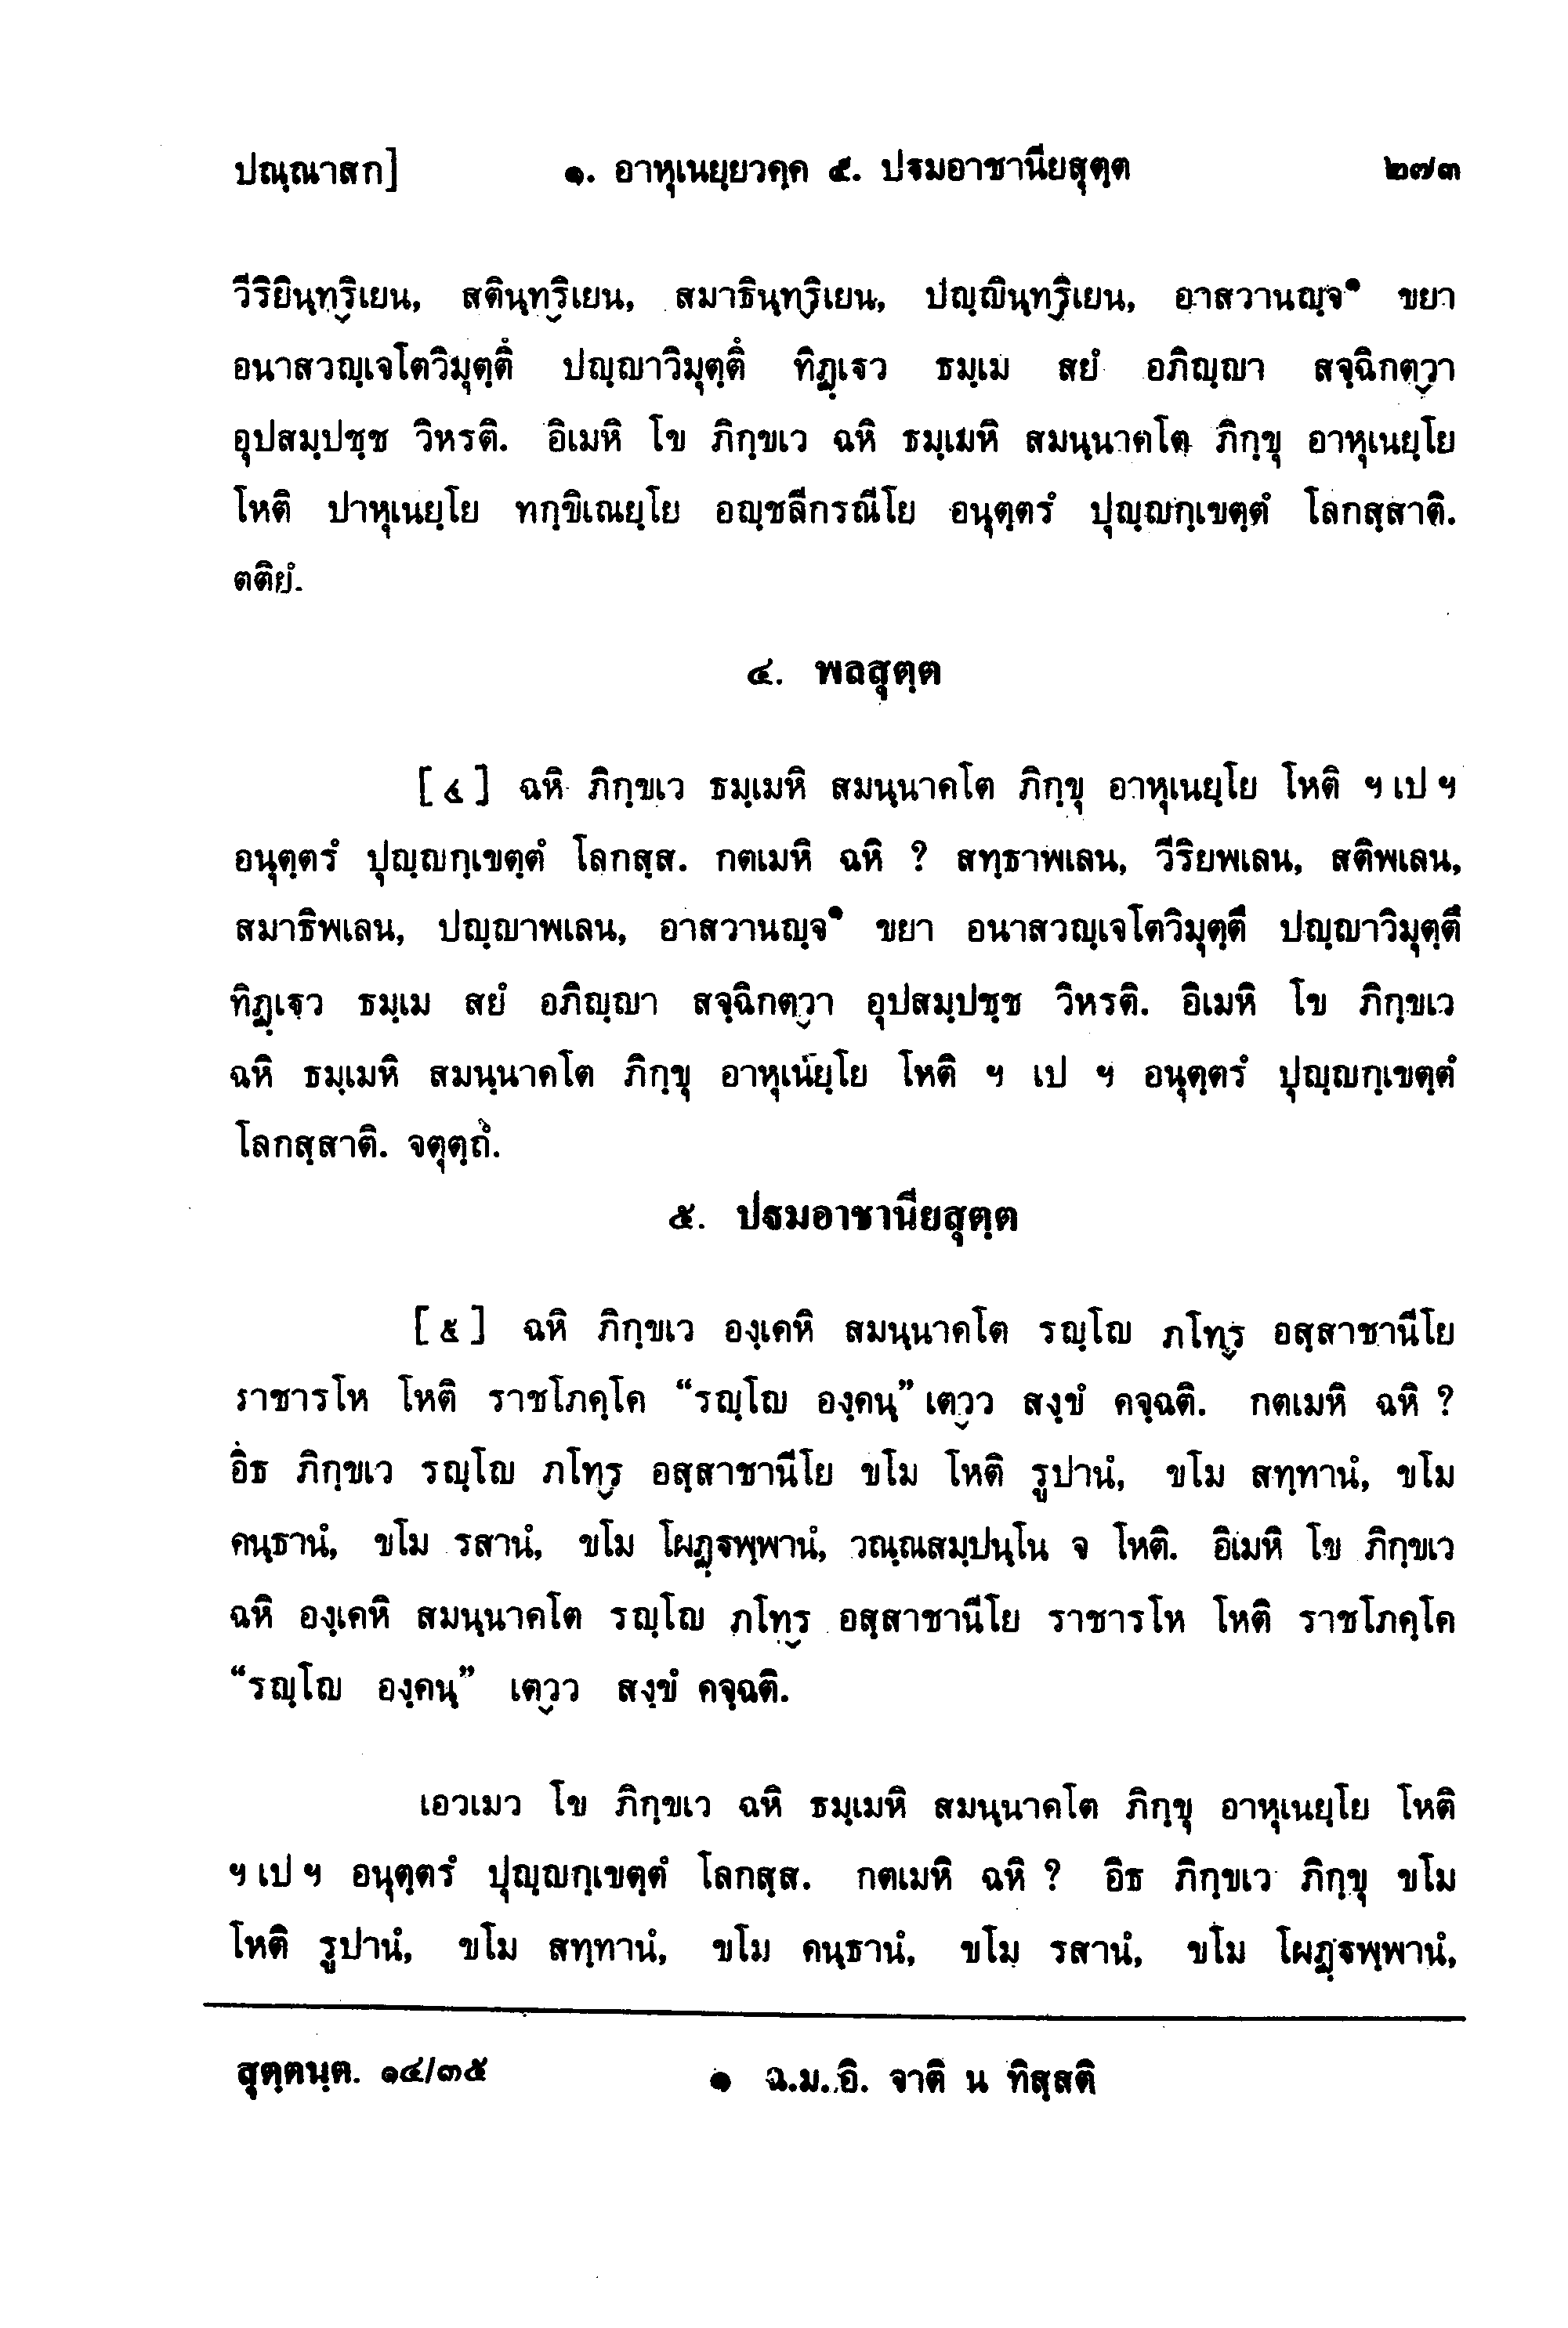 ปณฺณาสก] ๑. อาหุเนยฺยวคฺค ๕. ปฐมอาชานียสุตฺต ๒๗๓
วีริยินฺทฺริเยน, สตินฺทฺริเยน, สมาธินฺทฺริเยน, ปญฺญินฺทฺริเยน, อาสวานญฺจ๑ ขยา
อนาสวญฺเจโตวิมุตฺตึ ปญฺญาวิมุตฺตึ ทิฏฺเฐว ธมฺเม สยํ อภิญฺญา สจฺฉิกตฺวา
อุปสมฺปชฺช วิหรติ. อิเมหิ โข ภิกฺขเว ฉหิ ธมฺเมหิ สมนฺนาคโต ภิกฺขุ อาหุเนยฺโย
โหติ ปาหุเนยฺโย ทกฺขิเณยฺโย อญฺชลีกรณีโย อนุตฺตรํ ปุญฺญกฺเขตฺตํ โลกสฺสาติ.
ตติยํ.
๔. พลสุตฺต
[๔] ฉหิ ภิกฺขเว ธมฺเมหิ สมนฺนาคโต ภิกฺขุ อาหุเนยฺโย โหติ ฯ เป ฯ
อนุตฺตรํ ปุญฺญกฺเขตฺตํ โลกสฺส. กตเมหิ ฉหิ ? สทฺธาพเลน, วีริยพเลน, สติพเลน,
สมาธิพเลน, ปญฺญาพเลน, อาสวานญฺจ๑ ขยา อนาสวญฺเจโตวิมุตฺตึ ปญฺญาวิมุตฺตึ
ทิฏฺเฐว ธมฺเม สยํ อภิญฺญา สจฺฉิกตฺวา อุปสมฺปชฺช วิหรติ. อิเมหิ โข ภิกฺขเว
ฉหิ ธมฺเมหิ สมนฺนาคโต ภิกฺขุ อาหุเนยฺโย โหติ ฯ เป ฯ อนุตฺตรํ ปุญฺญกฺเขตฺตํ
โลกสฺสาติ. จตุตฺถํ.
๕. ปฐมอาชานียสุตฺต
[๕] ฉหิ ภิกฺขเว องฺเคหิ สมนฺนาคโต รญฺโญ ภโทฺร อสฺสาชานีโย
ราชารโห โหติ ราชโภคฺโค “รญฺโญ องฺคนฺ” เตฺวว สงฺขํ คจฺฉติ. กตเมหิ ฉหิ ?
อิธ ภิกฺขเว รญฺโญ ภโทฺร อสฺสาชานีโย ขโม โหติ รูปานํ, ขโม สทฺทานํ, ขโม
คนฺธานํ, ขโม รสานํ, ขโม โผฏฺฐพฺพานํ, วณฺณสมฺปนฺโน จ โหติ. อิเมหิ โข ภิกฺขเว
ฉหิ องฺเคหิ สมนฺนาคโต รญฺโญ ภโทฺร อสฺสาชานีโย ราชารโห โหติ ราชโภคฺโค
“รญฺโญ องฺคนฺ” เตฺวว สงฺขํ คจฺฉติ.
เอวเมว โข ภิกฺขเว ฉหิ ธมฺเมหิ สมนฺนาคโต ภิกฺขุ อาหุเนยฺโย โหติ
ฯ เป ฯ อนุตฺตรํ ปุญฺญกฺเขตฺตํ โลกสฺส. กตเมหิ ฉหิ ? อิธ ภิกฺขเว ภิกฺขุ ขโม
โหติ รูปานํ, ขโม สทฺทานํ, ขโม คนฺธานํ, ขโม รสานํ, ขโม โผฏฺฐพฺพานํ,
สุตฺตนฺต. ๑๔/๓๕ ๑ ฉ.ม.อิ. จาติ น ทิสฺสติ